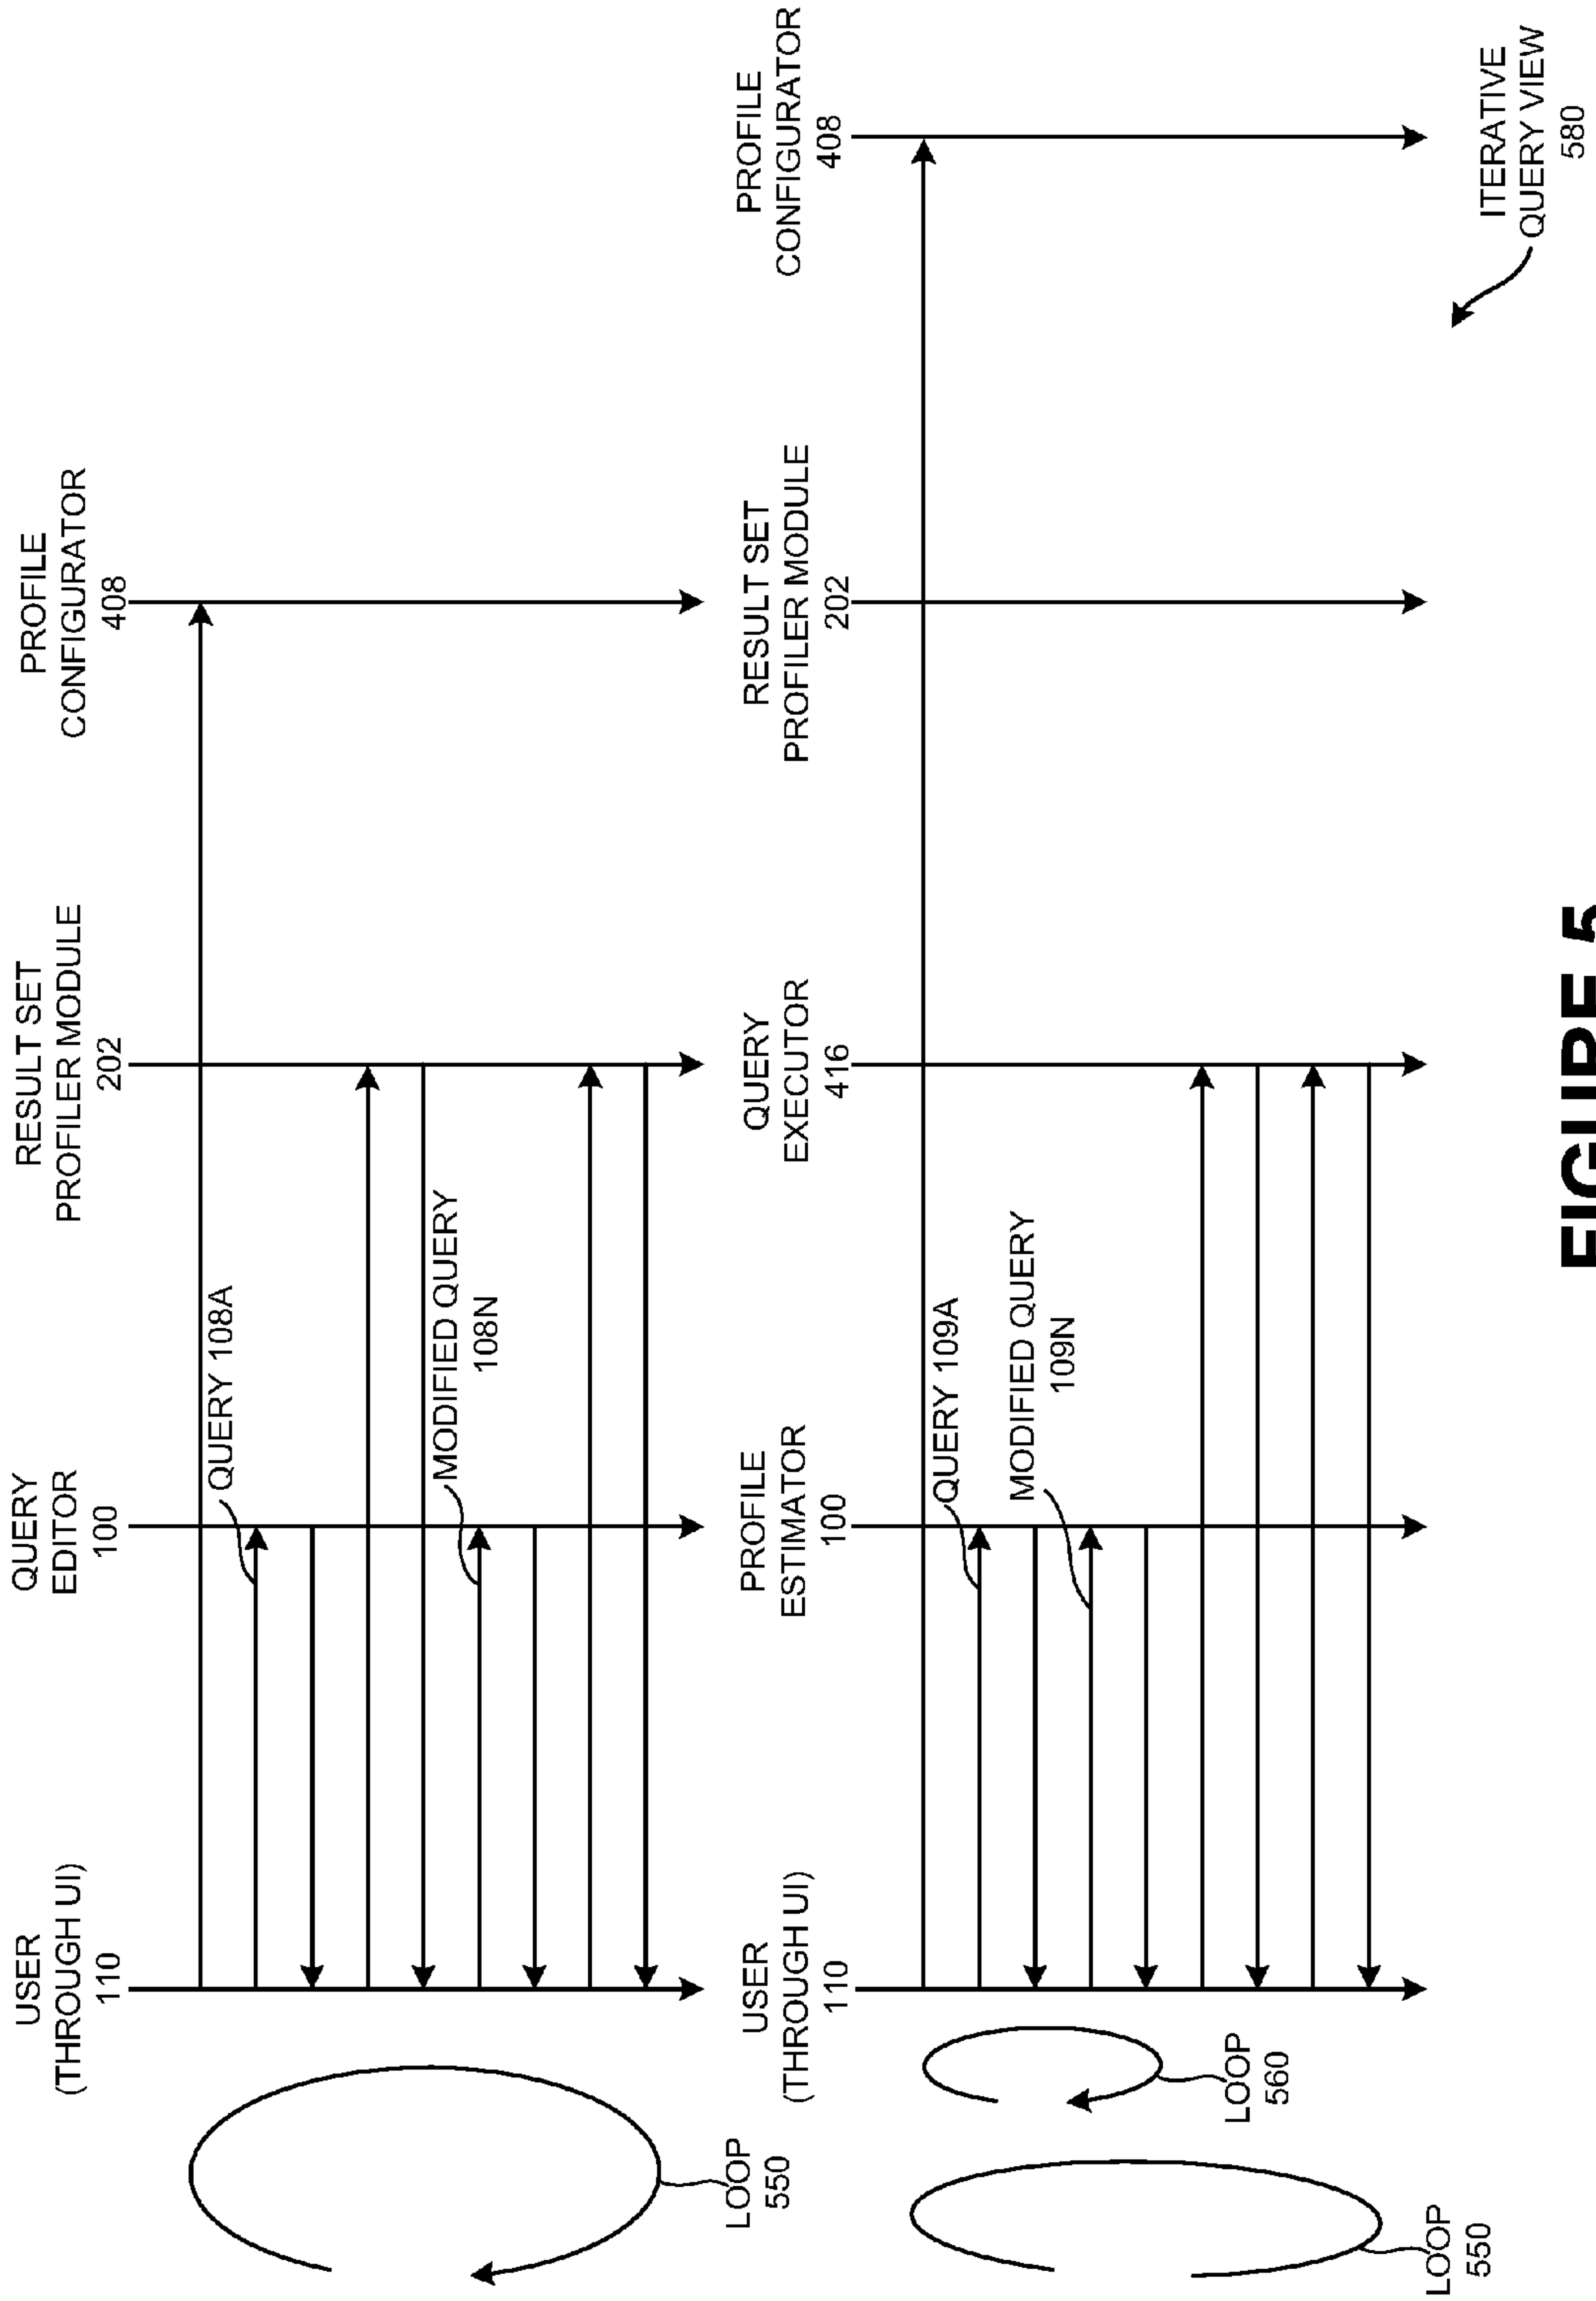 USER
(THROUGH UI)
110
QUERY
EDITOR
100
RESULT SET
PROFILER MODULE
202
PROFILE
CONFIGURATOR
408
QUERY 108A
MODIFIED QUERY
108N
LOOP
550
USER
(THROUGH UI)
110
PROFILE
ESTIMATOR
100
QUERY
EXECUTOR
416
RESULT SET
PROFILER MODULE
202
PROFILE
CONFIGURATOR
408
QUERY 109A
MODIFIED QUERY
109N
LOOP
560
LOOP
550
ITERATIVE
QUERY VIEW
580
FIGURE 5